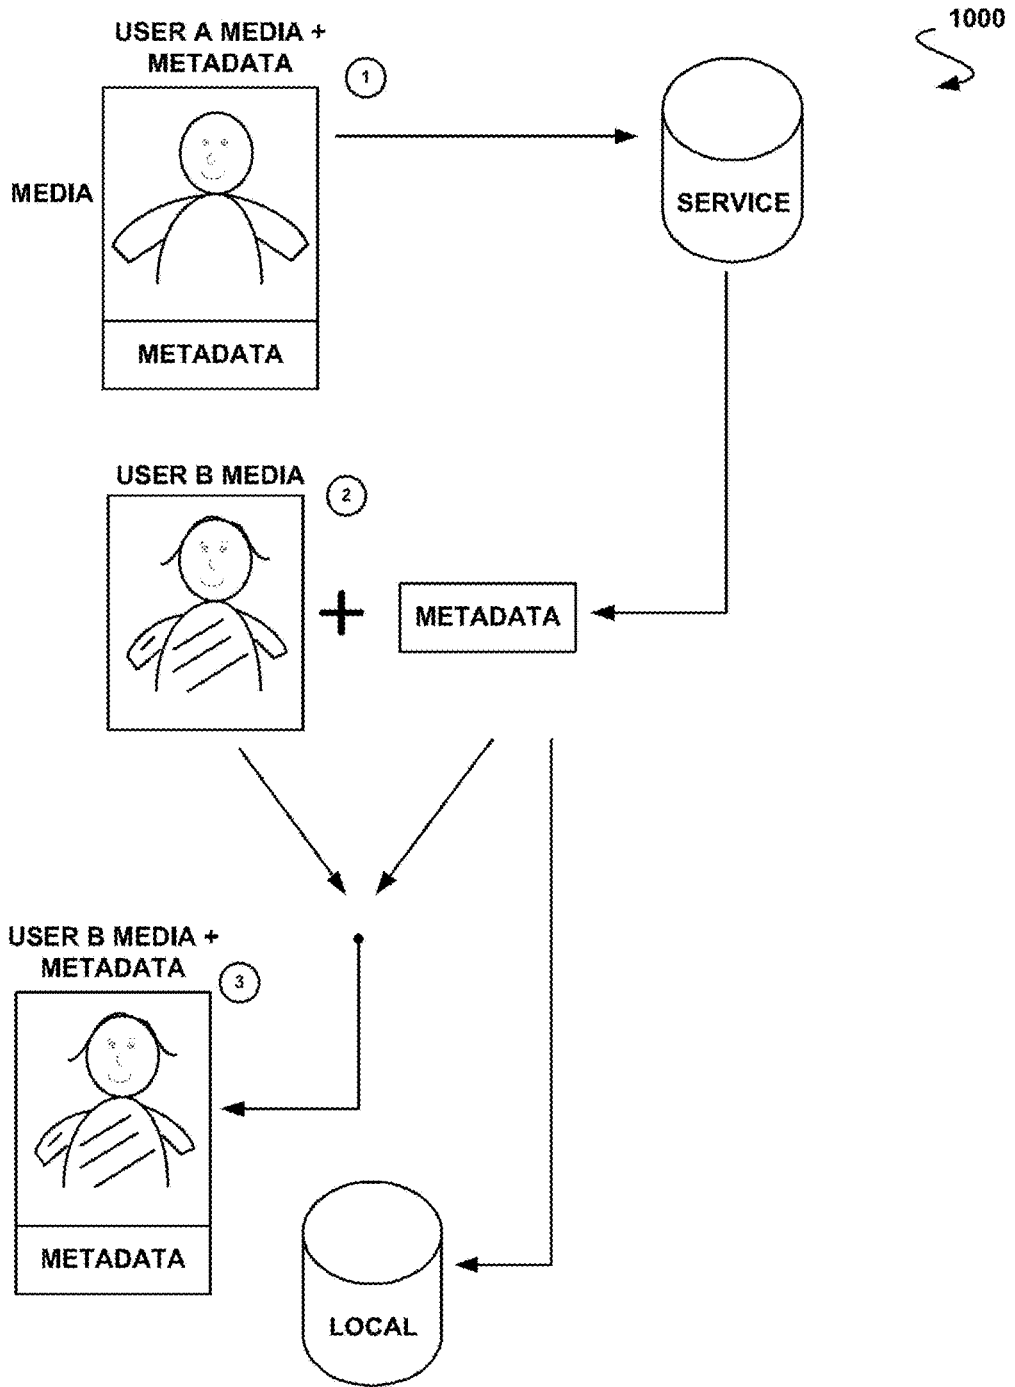 1000
USER A MEDIA +
METADATA
1
MEDIA
SERVICE
METADATA
USER B MEDIA
2
METADATA
USER B MEDIA +
METADATA
3
METADATA
LOCAL